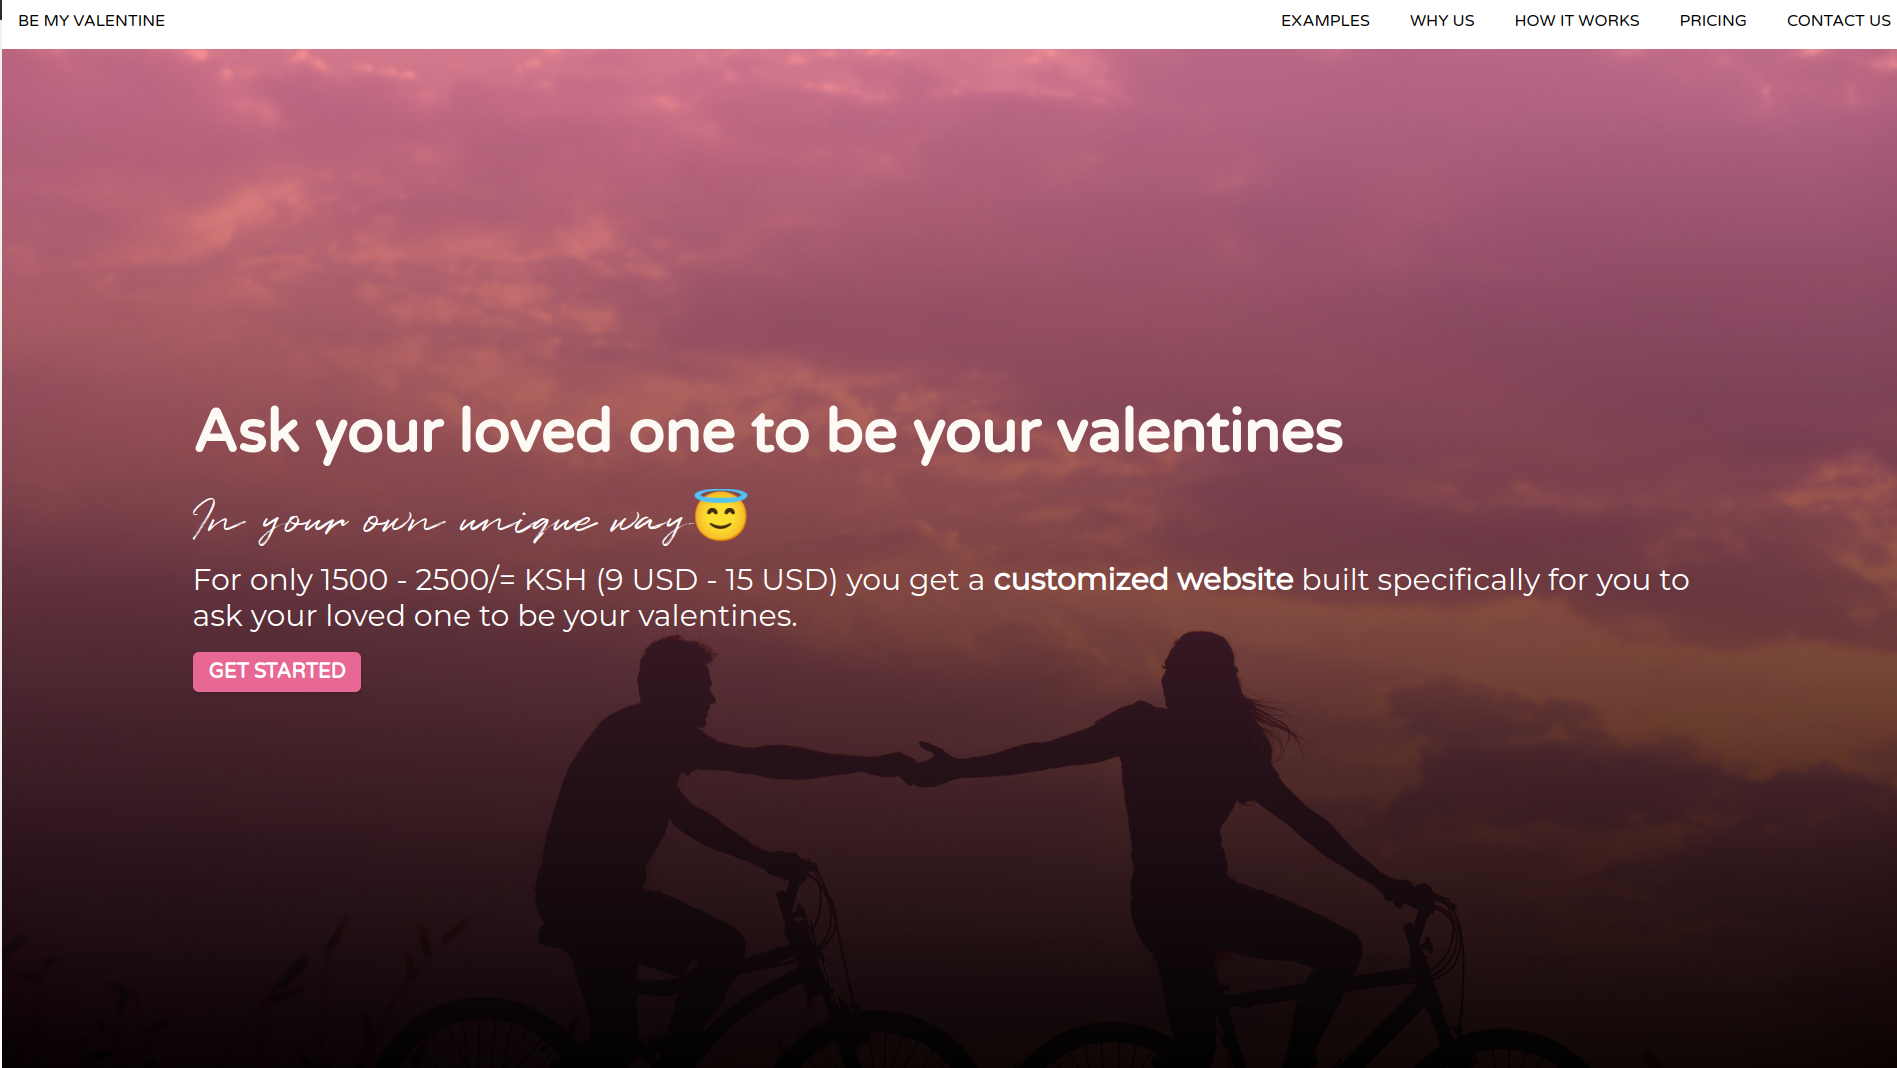 BE MY VALENTINE
EXAMPLES WHY US HOW IT WORKS PRICING CONTACT US
Ask your loved one to be your valentines
In your own unique way😇
For only 1500 - 2500/= KSH (9 USD - 15 USD) you get a customized website built specifically for you to
ask your loved one to be your valentines.
GET STARTED